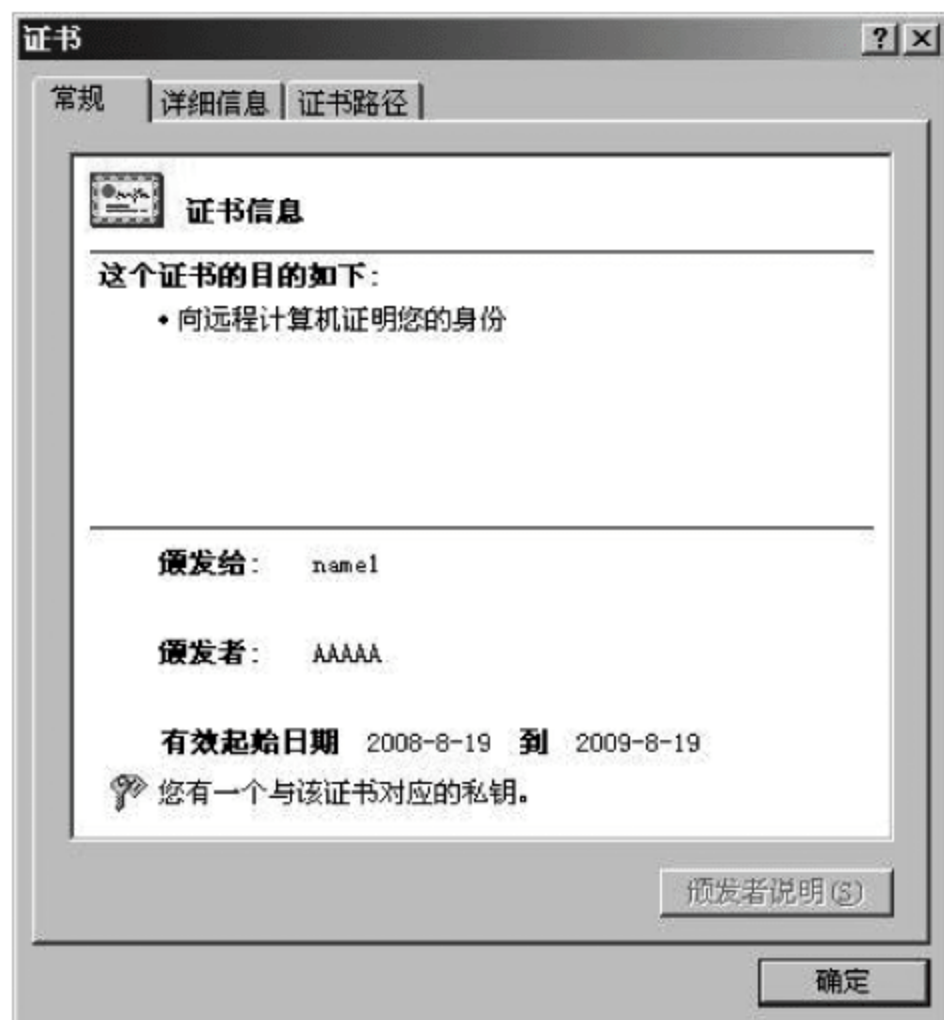 证书
常规 详细信息 证书路径
证书信息
这个证书的目的如下:
•向远程计算机证明您的身份
颁发给: name1
颁发者: AAAAA
有效起始日期 2008-8-19 到 2009-8-19
您有一个与该证书对应的私钥。
颁发者说明(S)
确定